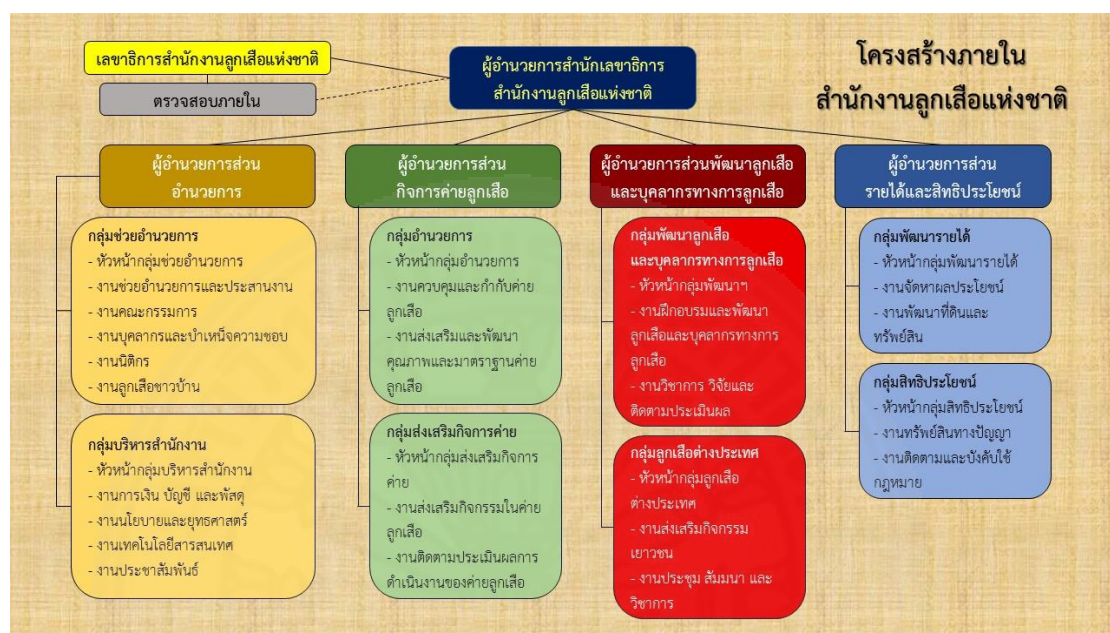 โครงสร้างภายใน
สำนักงานลูกเสือแห่งชาติ
เลขาธิการสำนักงานลูกเสือแห่งชาติ
ตรวจสอบภายใน
ผู้อำนวยการสำนักเลขาธิการ
สำนักงานลูกเสือแห่งชาติ
ผู้อำนวยการส่วน
อำนวยการ
กลุ่มช่วยอำนวยการ
- หัวหน้ากลุ่มช่วยอำนวยการ
- งานช่วยอำนวยการและประสานงาน
- งานคณะกรรมการ
- งานบุคลากรและบำเหน็จความชอบ
- งานนิติกร
- งานลูกเสือชาวบ้าน
กลุ่มบริหารสำนักงาน
- หัวหน้ากลุ่มบริหารสำนักงาน
- งานการเงิน บัญชี และพัสดุ
- งานนโยบายและยุทธศาสตร์
- งานเทคโนโลยีสารสนเทศ
- งานประชาสัมพันธ์
ผู้อำนวยการส่วน
กิจการค่ายลูกเสือ
กลุ่มอำนวยการ
- หัวหน้ากลุ่มอำนวยการ
- งานควบคุมและกำกับค่าย
ลูกเสือ
- งานส่งเสริมและพัฒนา
คุณภาพและมาตราฐานค่าย
ลูกเสือ
กลุ่มส่งเสริมกิจการค่าย
- หัวหน้ากลุ่มส่งเสริมกิจการ
ค่าย
- งานส่งเสริมกิจกรรมในค่าย
ลูกเสือ
- งานติดตามประเมินผลการ
ดำเนินงานของค่ายลูกเสือ
ผู้อำนวยการส่วนพัฒนาลูกเสือ
และบุคลากรทางการลูกเสือ
กลุ่มพัฒนาลูกเสือ
และบุคลากรทางการลูกเสือ
- หัวหน้ากลุ่มพัฒนาฯ
- งานฝึกอบรมและพัฒนา
ลูกเสือและบุคลากรทางการ
ลูกเสือ
- งานวิชาการ วิจัยและ
ติดตามประเมินผล
กลุ่มลูกเสือต่างประเทศ
- หัวหน้ากลุ่มลูกเสือ
ต่างประเทศ
- งานส่งเสริมกิจกรรม
เยาวชน
- งานประชุม สัมมนา และ
วิชาการ
ผู้อำนวยการส่วน
รายได้และสิทธิประโยชน์
กลุ่มพัฒนารายได้
- หัวหน้ากลุ่มพัฒนารายได้
- งานจัดหาผลประโยชน์
- งานพัฒนาที่ดินและ
ทรัพย์สิน
กลุ่มสิทธิประโยชน์
- หัวหน้ากลุ่มสิทธิประโยชน์
- งานทรัพย์สินทางปัญญา
- งานติดตามและบังคับใช้
กฎหมาย